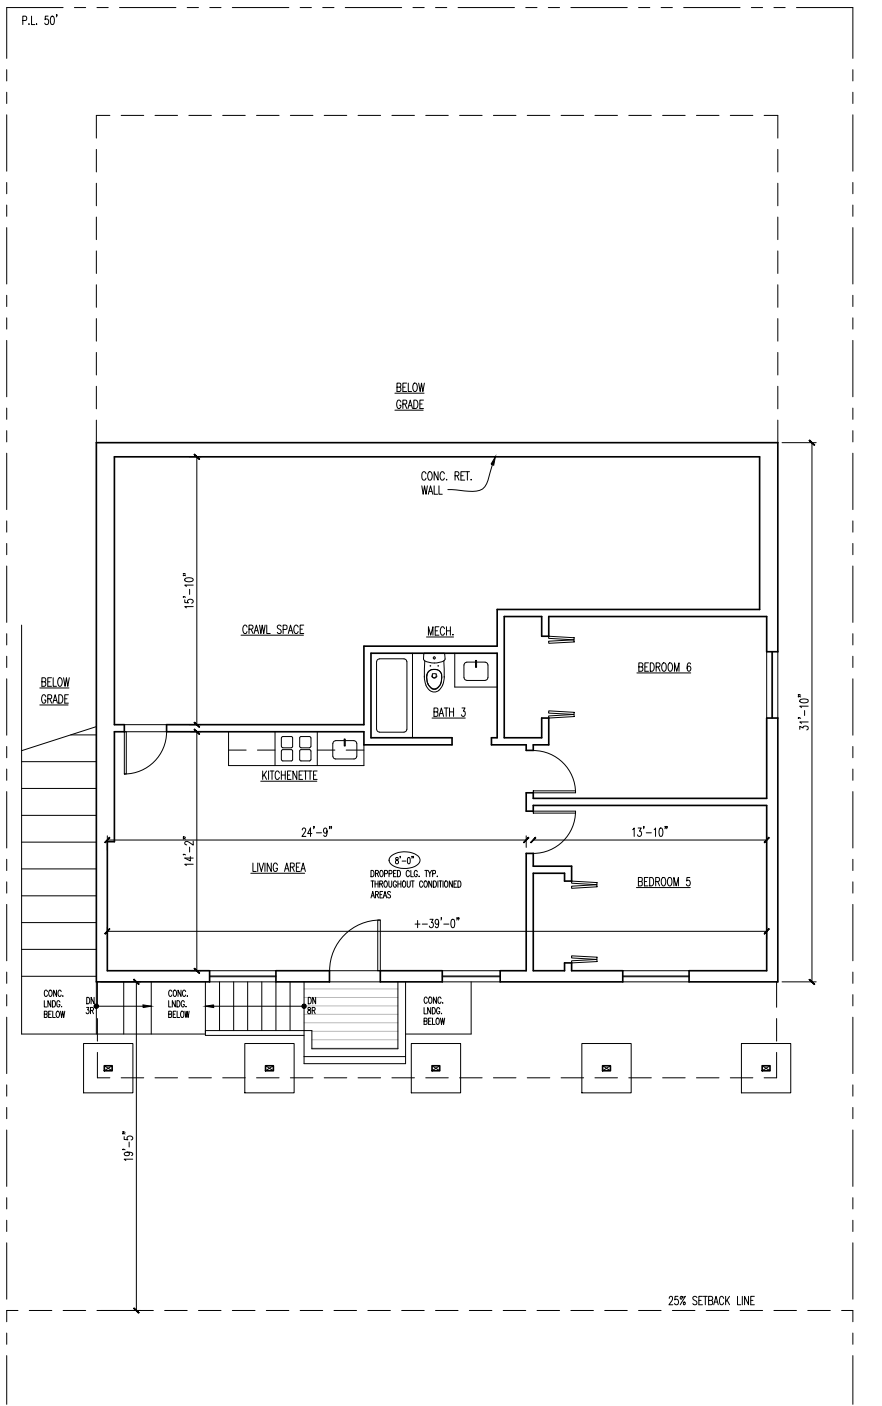 P.L. 50'
BELOW
GRADE
CONC. RET.
WALL
15'-10"
CRAWL SPACE
MECH.
BEDROOM 6
BELOW
GRADE
BATH 3
31'-10"
KITCHENETTE
24'-9"
13'-10"
14'-2"
LIVING AREA
8'-0"
DROPPED CLG. TYP.
THROUGHOUT CONDITIONED
AREAS
BEDROOM 5
+-39'-0"
CONC.
LNDG.
BELOW
DN
3R
CONC.
LNDG.
BELOW
DN
8R
CONC.
LNDG.
BELOW
19'-5"
25% SETBACK LINE